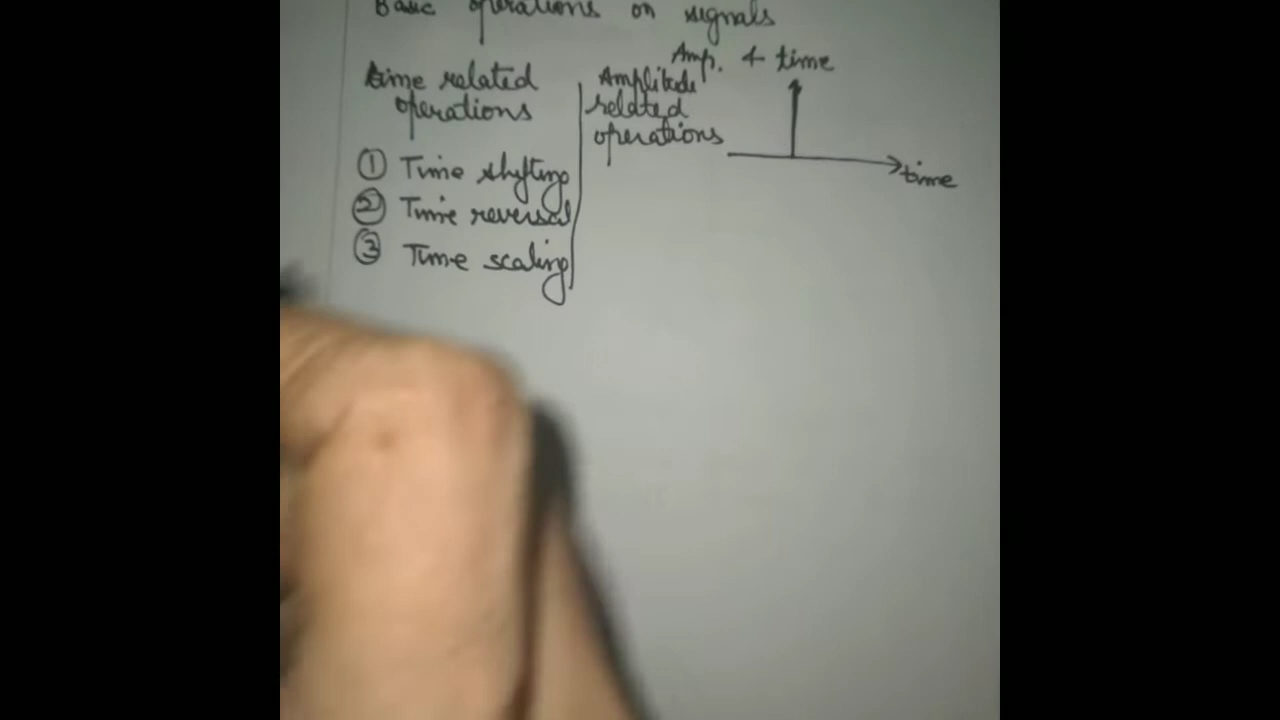 Basic operations on signals
Amp. & time
time related
operations
① Time shifting
② Time reversal
③ Time scaling
Amplitude
related
operations
time